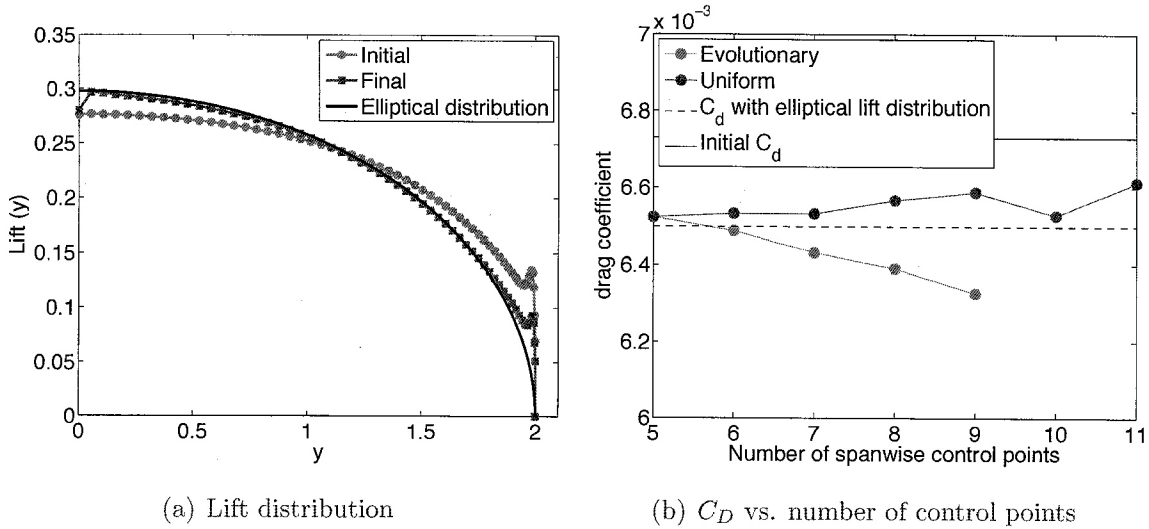 0.35
0.3
0.25
0.2
0.15
0.1
0.05
0
Lift (y)
Initial
Final
Elliptical distribution
0
0.5
1
1.5
2
y
(a) Lift distribution
7 x 10⁻³
6.8
6.6
6.4
6.2
6
drag coefficient
Evolutionary
Uniform
C_d with elliptical lift distribution
Initial C_d
5
6
7
8
9
10
11
Number of spanwise control points
(b) C_D vs. number of control points